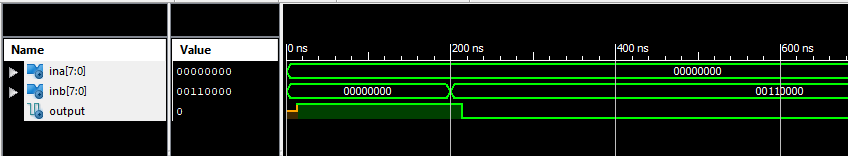 Name Value 0 ns 200 ns 400 ns 600 ns
ina[7:0] 00000000 00000000
inb[7:0] 00110000 00000000 00110000
output 0